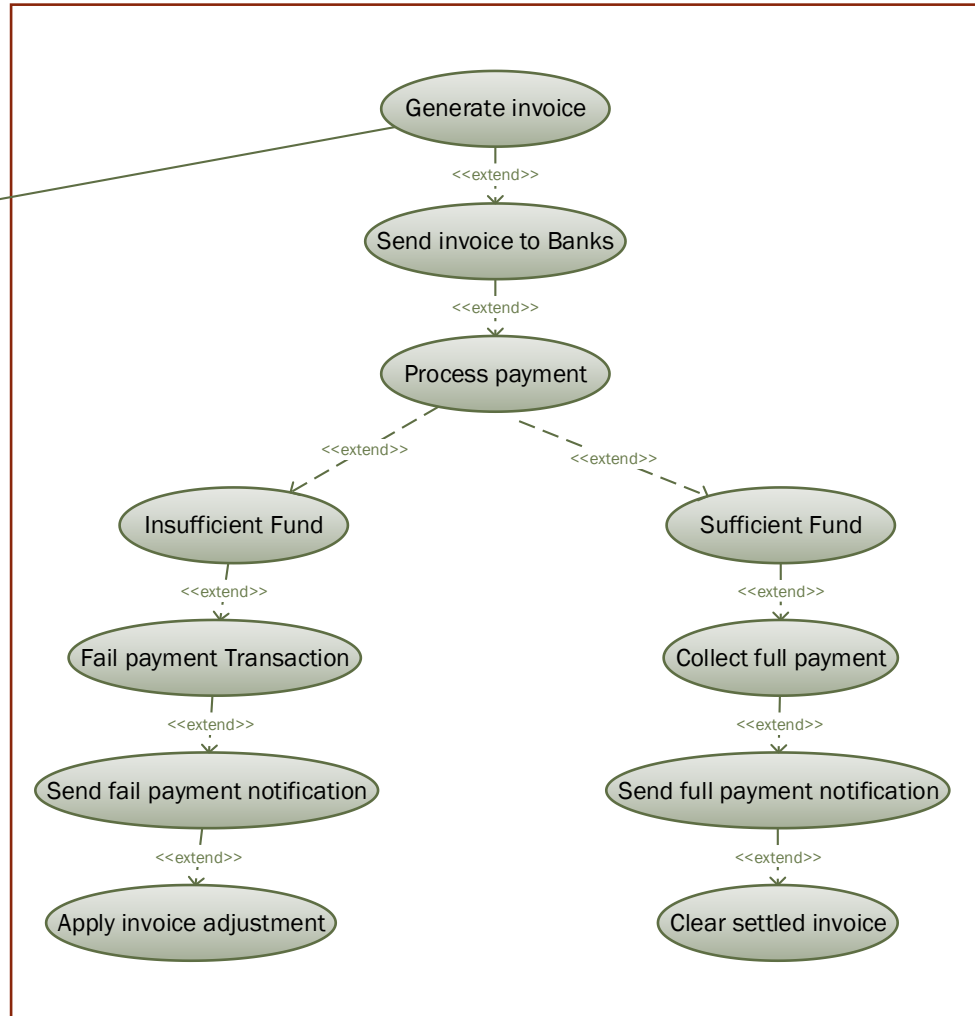 Generate invoice
<<extend>>
Send invoice to Banks
<<extend>>
Process payment
<<extend>>
<<extend>>
Insufficient Fund
Sufficient Fund
<<extend>>
<<extend>>
Fail payment Transaction
Collect full payment
<<extend>>
<<extend>>
Send fail payment notification
Send full payment notification
<<extend>>
<<extend>>
Apply invoice adjustment
Clear settled invoice